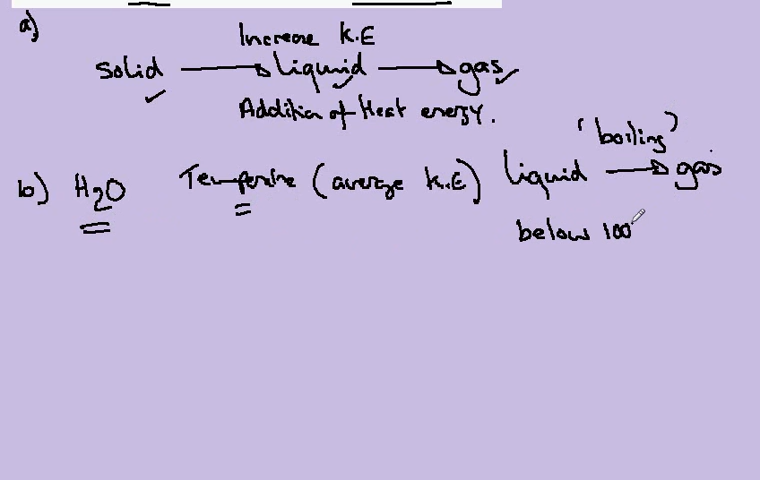 a)
Increase K.E
solid → liquid → gas
Addition of Heat energy.
"boiling"
b) H2O Temperature (average K.E) liquid → gas
below 100